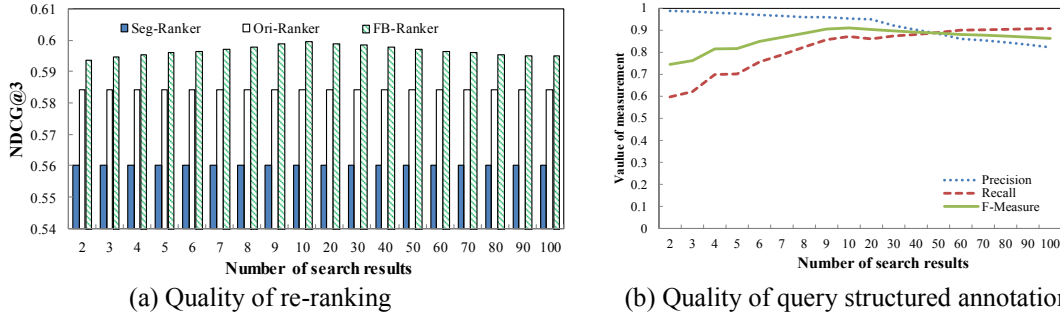 Seg-Ranker Ori-Ranker FB-Ranker
NDCG@3
0.61
0.6
0.59
0.58
0.57
0.56
0.55
0.54
2 3 4 5 6 7 8 9 10 20 30 40 50 60 70 80 90 100
Number of search results
(a) Quality of re-ranking
Vaulue of measurement
1
0.9
0.8
0.7
0.6
0.5
0.4
0.3
0.2
0.1
0
Precision
Recall
F-Measure
2 3 4 5 6 7 8 9 10 20 30 40 50 60 70 80 90 100
Number of search results
(b) Quality of query structured annotation